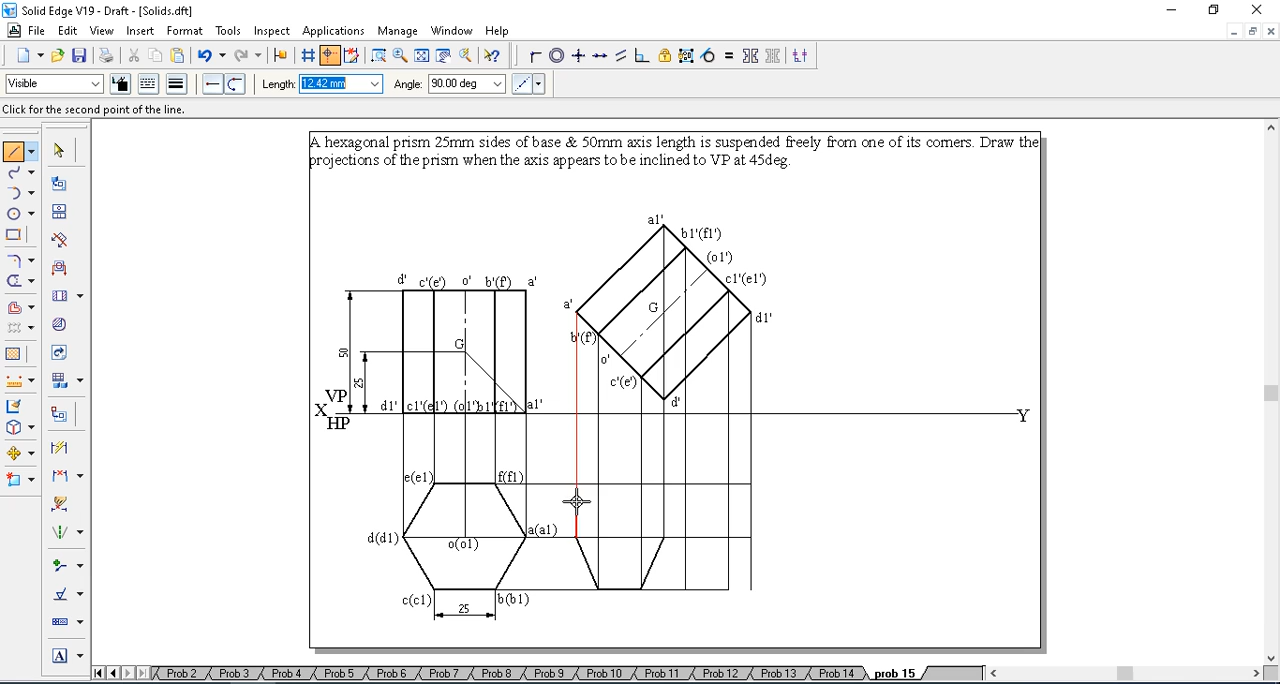 Solid Edge V19 - Draft - [Solids.dft]
File Edit View Insert Format Tools Inspect Applications Manage Window Help
Visible Length: 12.42 mm Angle: 90.00 deg
Click for the second point of the line.
A hexagonal prism 25mm sides of base & 50mm axis length is suspended freely from one of its corners. Draw the
projections of the prism when the axis appears to be inclined to VP at 45deg.
a1'
b1'(f1')
(o1')
c1'(e1')
d' c'(e') o' b'(f') a'
a' G d1'
b'(f')
G o'
50 25
c'(e')
d'
VP
X d1' c1'(e1') (o1') b1'(f1') a1' Y
HP
e(e1) f(f1)
d(d1) o(o1) a(a1)
c(c1) b(b1)
25
Prob 2 Prob 3 Prob 4 Prob 5 Prob 6 Prob 7 Prob 8 Prob 9 Prob 10 Prob 11 Prob 12 Prob 13 Prob 14 prob 15